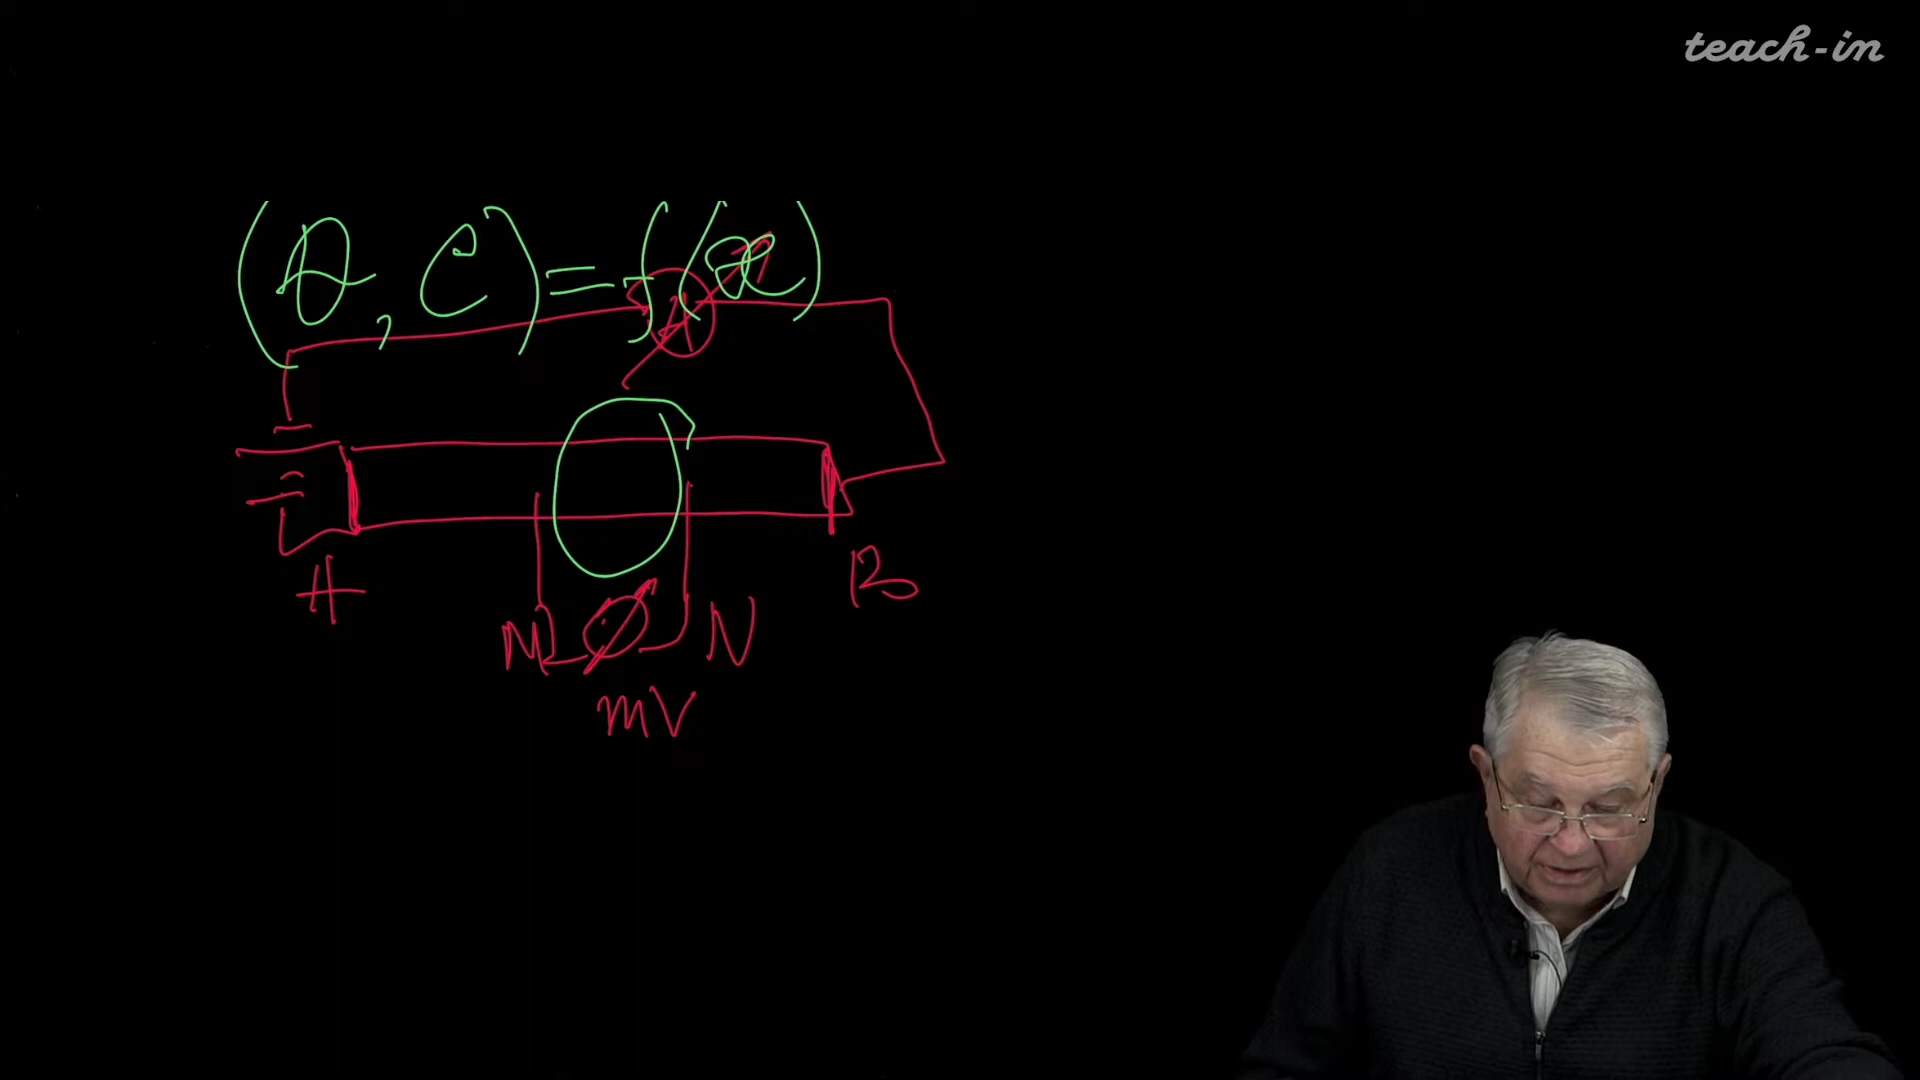 teach-in
(θ, C) = f(æ)
A
A B
M N
mV